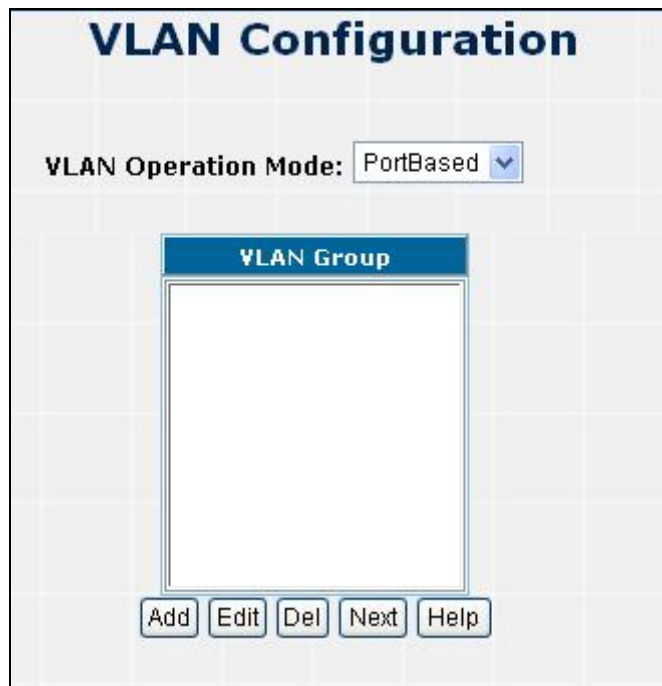 VLAN Configuration
VLAN Operation Mode: PortBased
VLAN Group
Add Edit Del Next Help